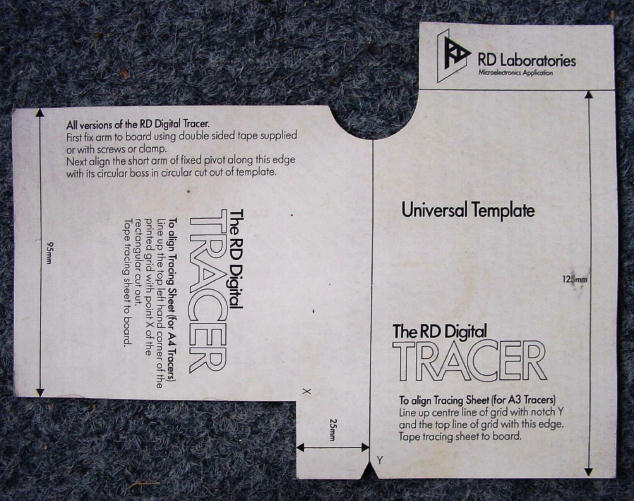 RD
RD Laboratories
Microelectronics Application
All versions of the RD Digital Tracer.
First fix arm to board using double sided tape supplied
or with screws or clamp.
Next align the short arm of fixed pivot along this edge
with its circular boss in circular cut out of template.
95mm
The RD Digital
TRACER
To align Tracing Sheet (for A4 Tracers)
Line up the top left hand corner of the
printed grid with point X of the
rectangular cut out.
Tape tracing sheet to board.
Universal Template
The RD Digital
TRACER
To align Tracing Sheet (for A3 Tracers)
Line up centre line of grid with notch Y
and the top line of grid with this edge.
Tape tracing sheet to board.
X
25mm
Y